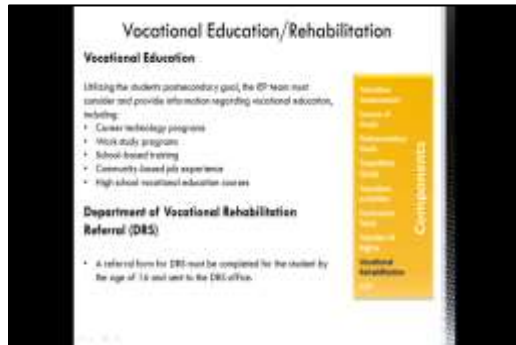 Vocational Education/Rehabilitation
Vocational Education
Utilizing the students postsecondary goal, the IEP team must
consider and provide information regarding vocational education,
including:
• Career technology programs
• Work study programs
• School-based training
• Community-based job experience
• High school vocational education courses
Department of Vocational Rehabilitation
Referral (DRS)
• A referral form for DRS must be completed for the student by
the age of 16 and sent to the DRS office.
Components
Vocational
Rehabilitation